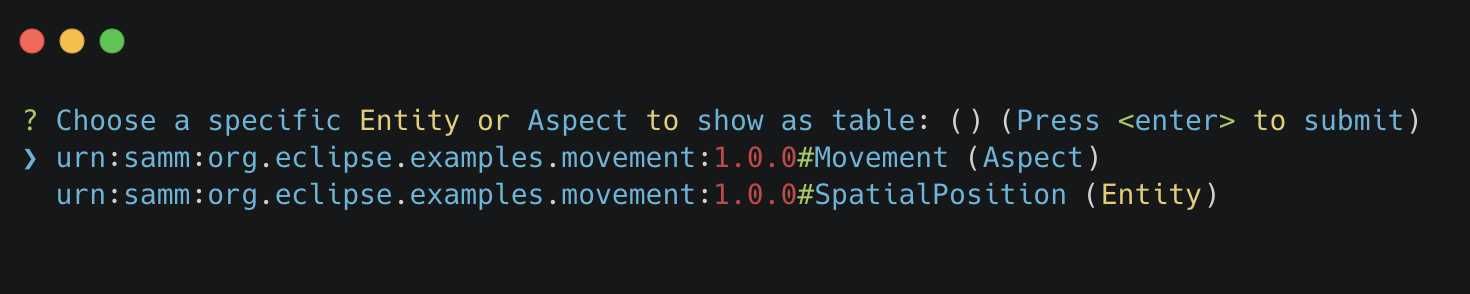 ? Choose a specific Entity or Aspect to show as table: () (Press <enter> to submit)
❯ urn:samm:org.eclipse.examples.movement:1.0.0#Movement (Aspect)
urn:samm:org.eclipse.examples.movement:1.0.0#SpatialPosition (Entity)